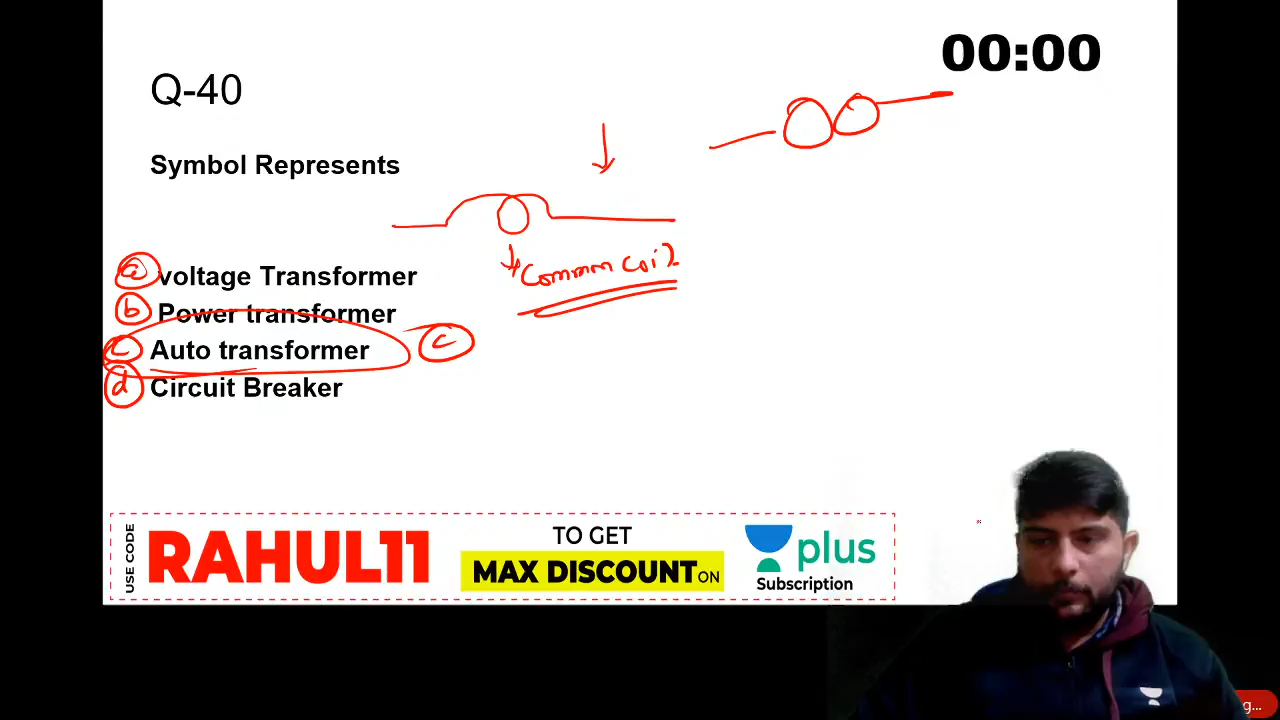 00:00
Q-40
Symbol Represents
common coil
a voltage Transformer
b Power transformer
c Auto transformer c
d Circuit Breaker
USE CODE
RAHUL11
TO GET
MAX DISCOUNT ON
plus
Subscription
g...